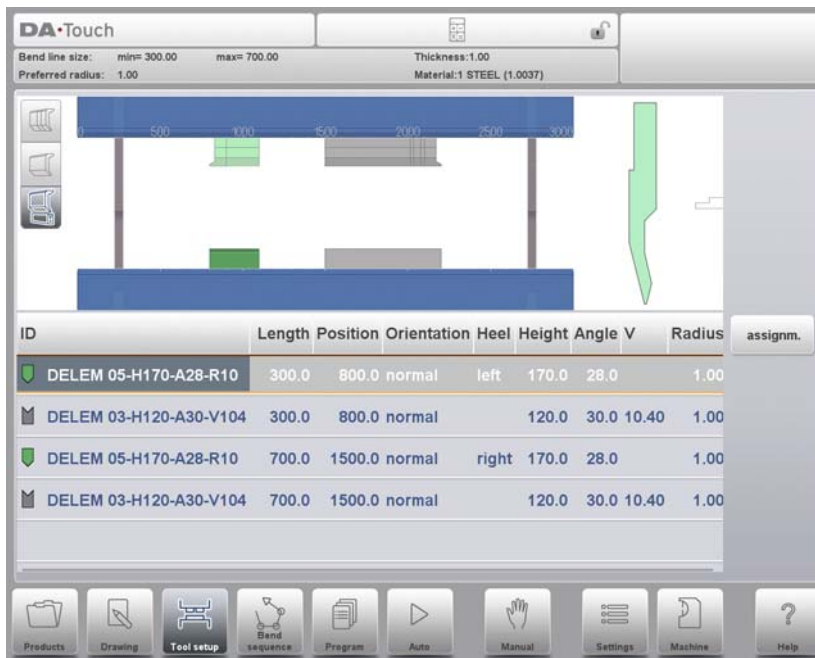 DA·Touch
Bend line size: min= 300.00 max= 700.00 Thickness:1.00
Preferred radius: 1.00 Material:1 STEEL (1.0037)
0 500 1000 1500 2000 2500 3000
ID Length Position Orientation Heel Height Angle V Radius
assignm.
DELEM 05-H170-A28-R10 300.0 800.0 normal left 170.0 28.0 1.00
DELEM 03-H120-A30-V104 300.0 800.0 normal 120.0 30.0 10.40 1.00
DELEM 05-H170-A28-R10 700.0 1500.0 normal right 170.0 28.0 1.00
DELEM 03-H120-A30-V104 700.0 1500.0 normal 120.0 30.0 10.40 1.00
Products Drawing Tool setup Bend sequence Program Auto Manual Settings Machine Help